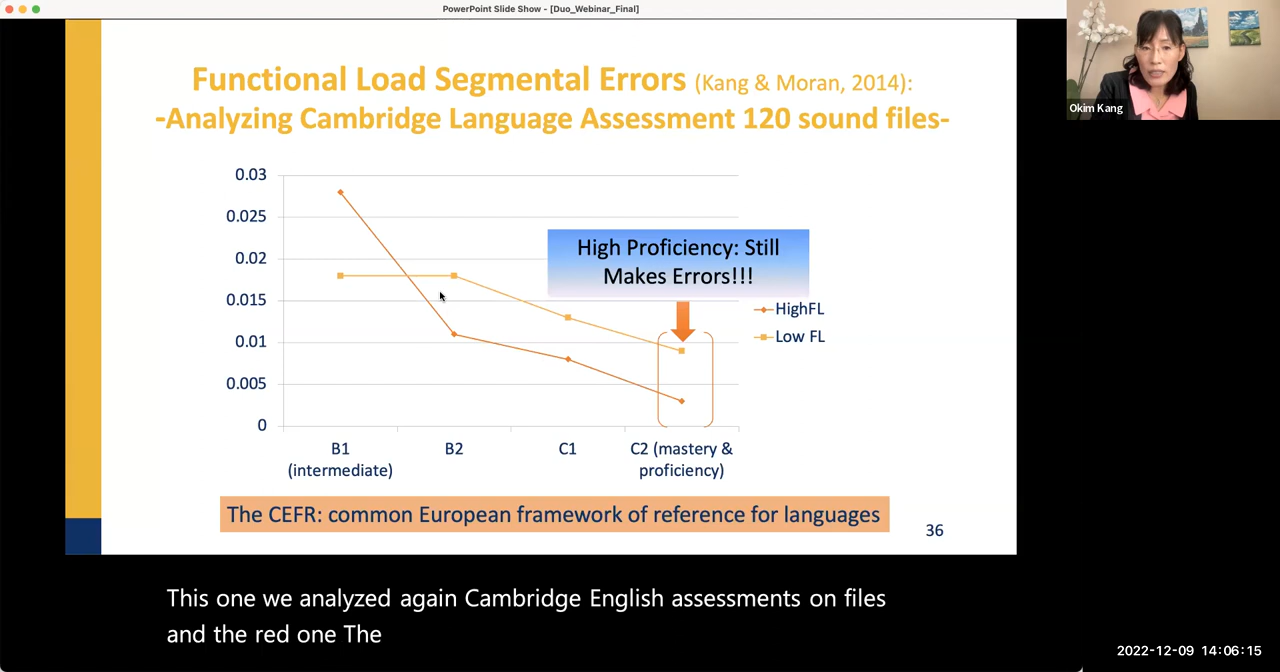 PowerPoint Slide Show - [Duo_Webinar_Final]
Okim Kang
Functional Load Segmental Errors (Kang & Moran, 2014):
-Analyzing Cambridge Language Assessment 120 sound files-
0.03
0.025
0.02
0.015
0.01
0.005
0
High Proficiency: Still
Makes Errors!!!
HighFL
Low FL
B1
(intermediate)
B2
C1
C2 (mastery &
proficiency)
The CEFR: common European framework of reference for languages
36
This one we analyzed again Cambridge English assessments on files
and the red one The
2022-12-09 14:06:15